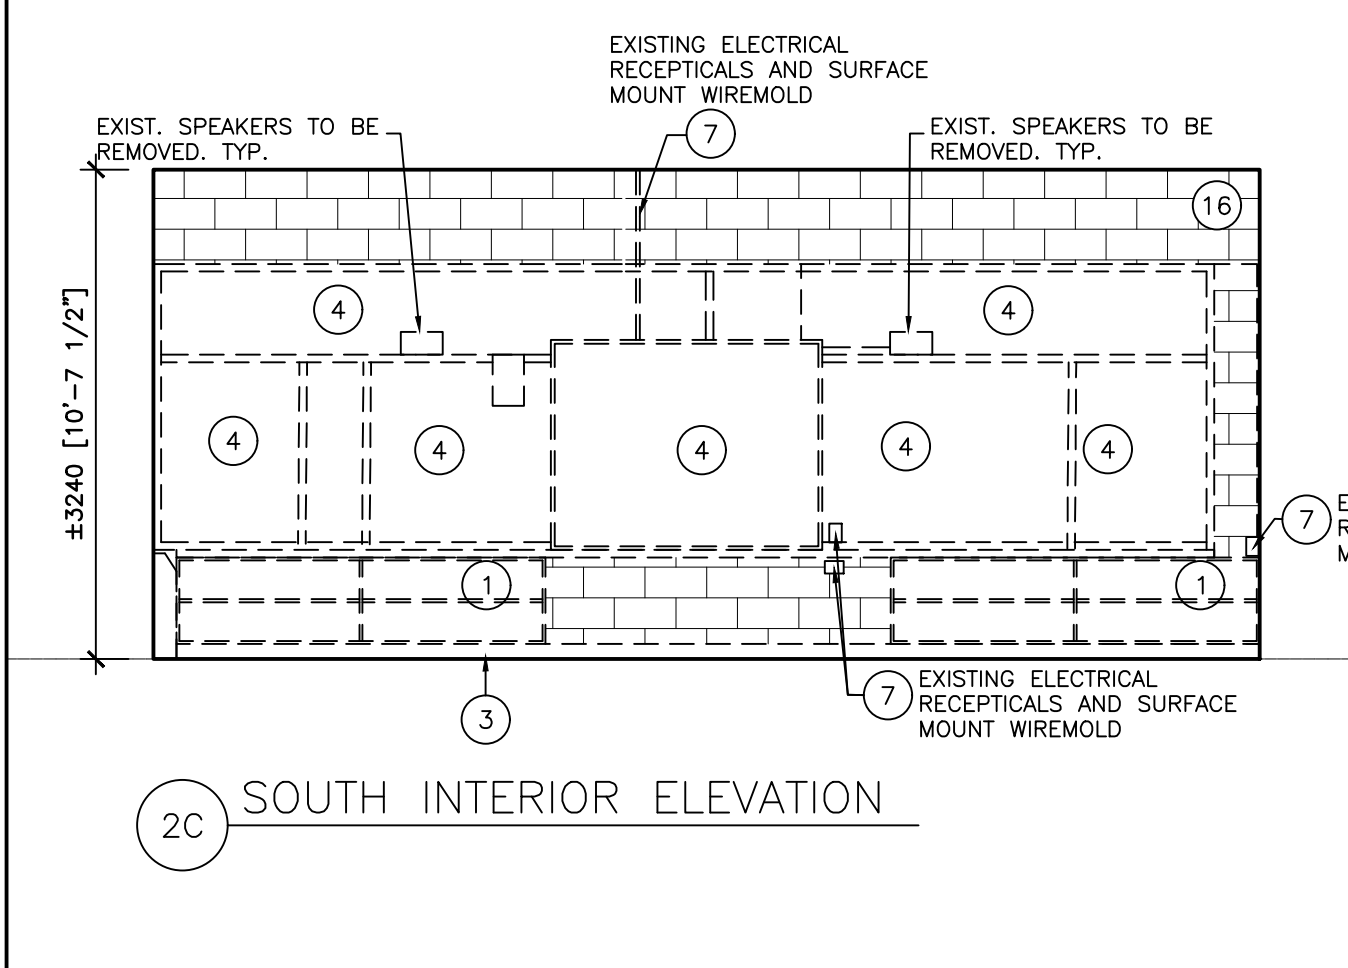 EXISTING ELECTRICAL
RECEPTICALS AND SURFACE
MOUNT WIREMOLD
7
EXIST. SPEAKERS TO BE
REMOVED. TYP.
EXIST. SPEAKERS TO BE
REMOVED. TYP.
16
±3240 [10'-7 1/2"]
4
4
4
4
4
4
4
7
1
1
7
EXISTING ELECTRICAL
RECEPTICALS AND SURFACE
MOUNT WIREMOLD
3
2C
SOUTH INTERIOR ELEVATION